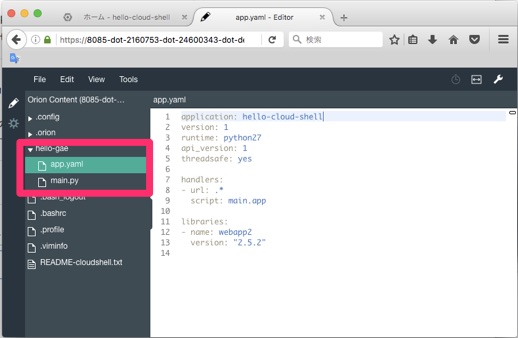 ホーム - hello-cloud-shell
app.yaml - Editor
https://8085-dot-2160753-dot-24600343-dot-de
検索
File Edit View Tools
Orion Content (8085-dot-...
app.yaml
.config
.orion
hello-gae
app.yaml
main.py
.bash_logout
.bashrc
.profile
.viminfo
README-cloudshell.txt
1 application: hello-cloud-shell
2 version: 1
3 runtime: python27
4 api_version: 1
5 threadsafe: yes
6
7 handlers:
8 - url: .*
9 script: main.app
10
11 libraries:
12 - name: webapp2
13 version: "2.5.2"
14